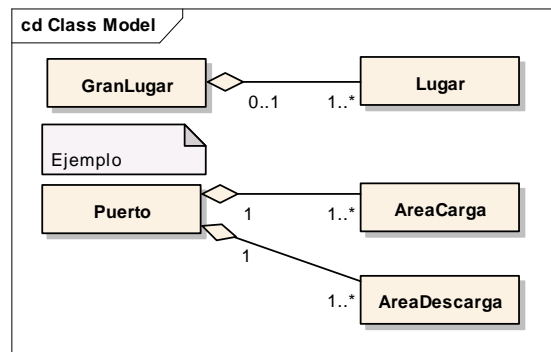 cd Class Model
GranLugar
Lugar
0..1
1..*
Ejemplo
Puerto
AreaCarga
1
1..*
1
1..*
AreaDescarga